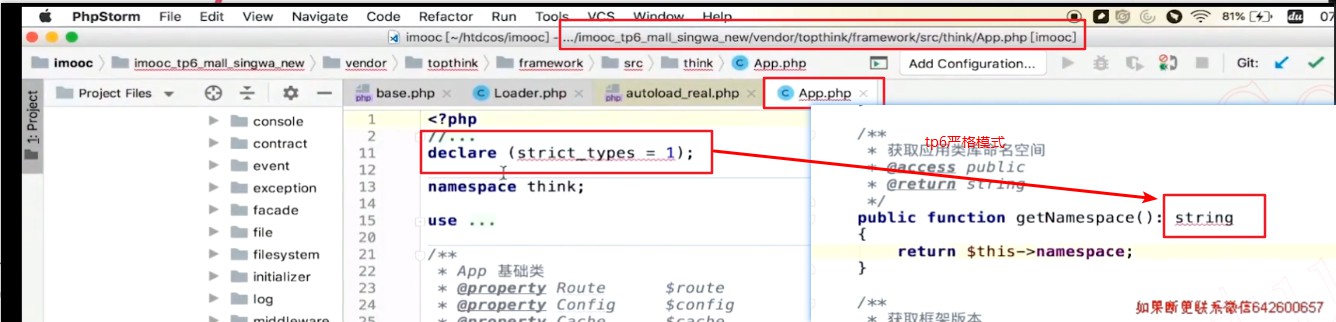 PhpStorm File Edit View Navigate Code Refactor Run Tools VCS Window Help 81% du 07
imooc [~/htdcos/imooc] – .../imooc_tp6_mall_singwa_new/vendor/topthink/framework/src/think/App.php [imooc]
imooc imooc_tp6_mall_singwa_new vendor topthink framework src think App.php Add Configuration... Git:
1: Project
Project Files
console
contract
event
exception
facade
file
filesystem
initializer
log
middleware
base.php Loader.php autoload_real.php App.php
1 <?php
2 //...
11 declare (strict_types = 1);
12
13 namespace think;
14
15 use ...
20
21 /**
22 * App 基础类
23 * @property Route $route
24 * @property Config $config
25 * @property Cache $cache
tp6严格模式
/**
* 获取应用类库命名空间
* @access public
* @return string
*/
public function getNamespace(): string
{
return $this->namespace;
}
/**
* 获取框架版本
如果断更联系微信642600657